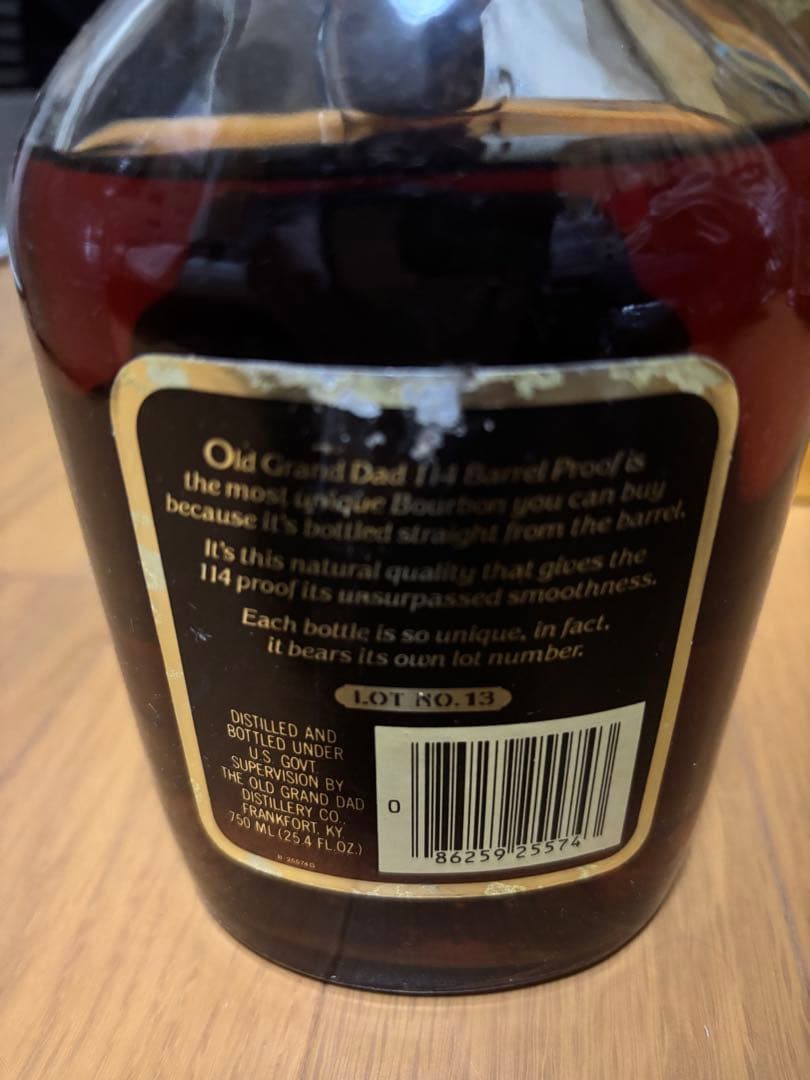 Old Grand Dad 114 Barrel Proof is
the most unique Bourbon you can buy
because it's bottled straight from the barrel.
It's this natural quality that gives the
114 proof its unsurpassed smoothness.
Each bottle is so unique, in fact,
it bears its own lot number.
LOT NO. 13
DISTILLED AND
BOTTLED UNDER
U.S. GOVT.
SUPERVISION BY
THE OLD GRAND DAD
DISTILLERY CO.,
FRANKFORT, KY.
750 ML (25.4 FL.OZ.)
0 86259 25574